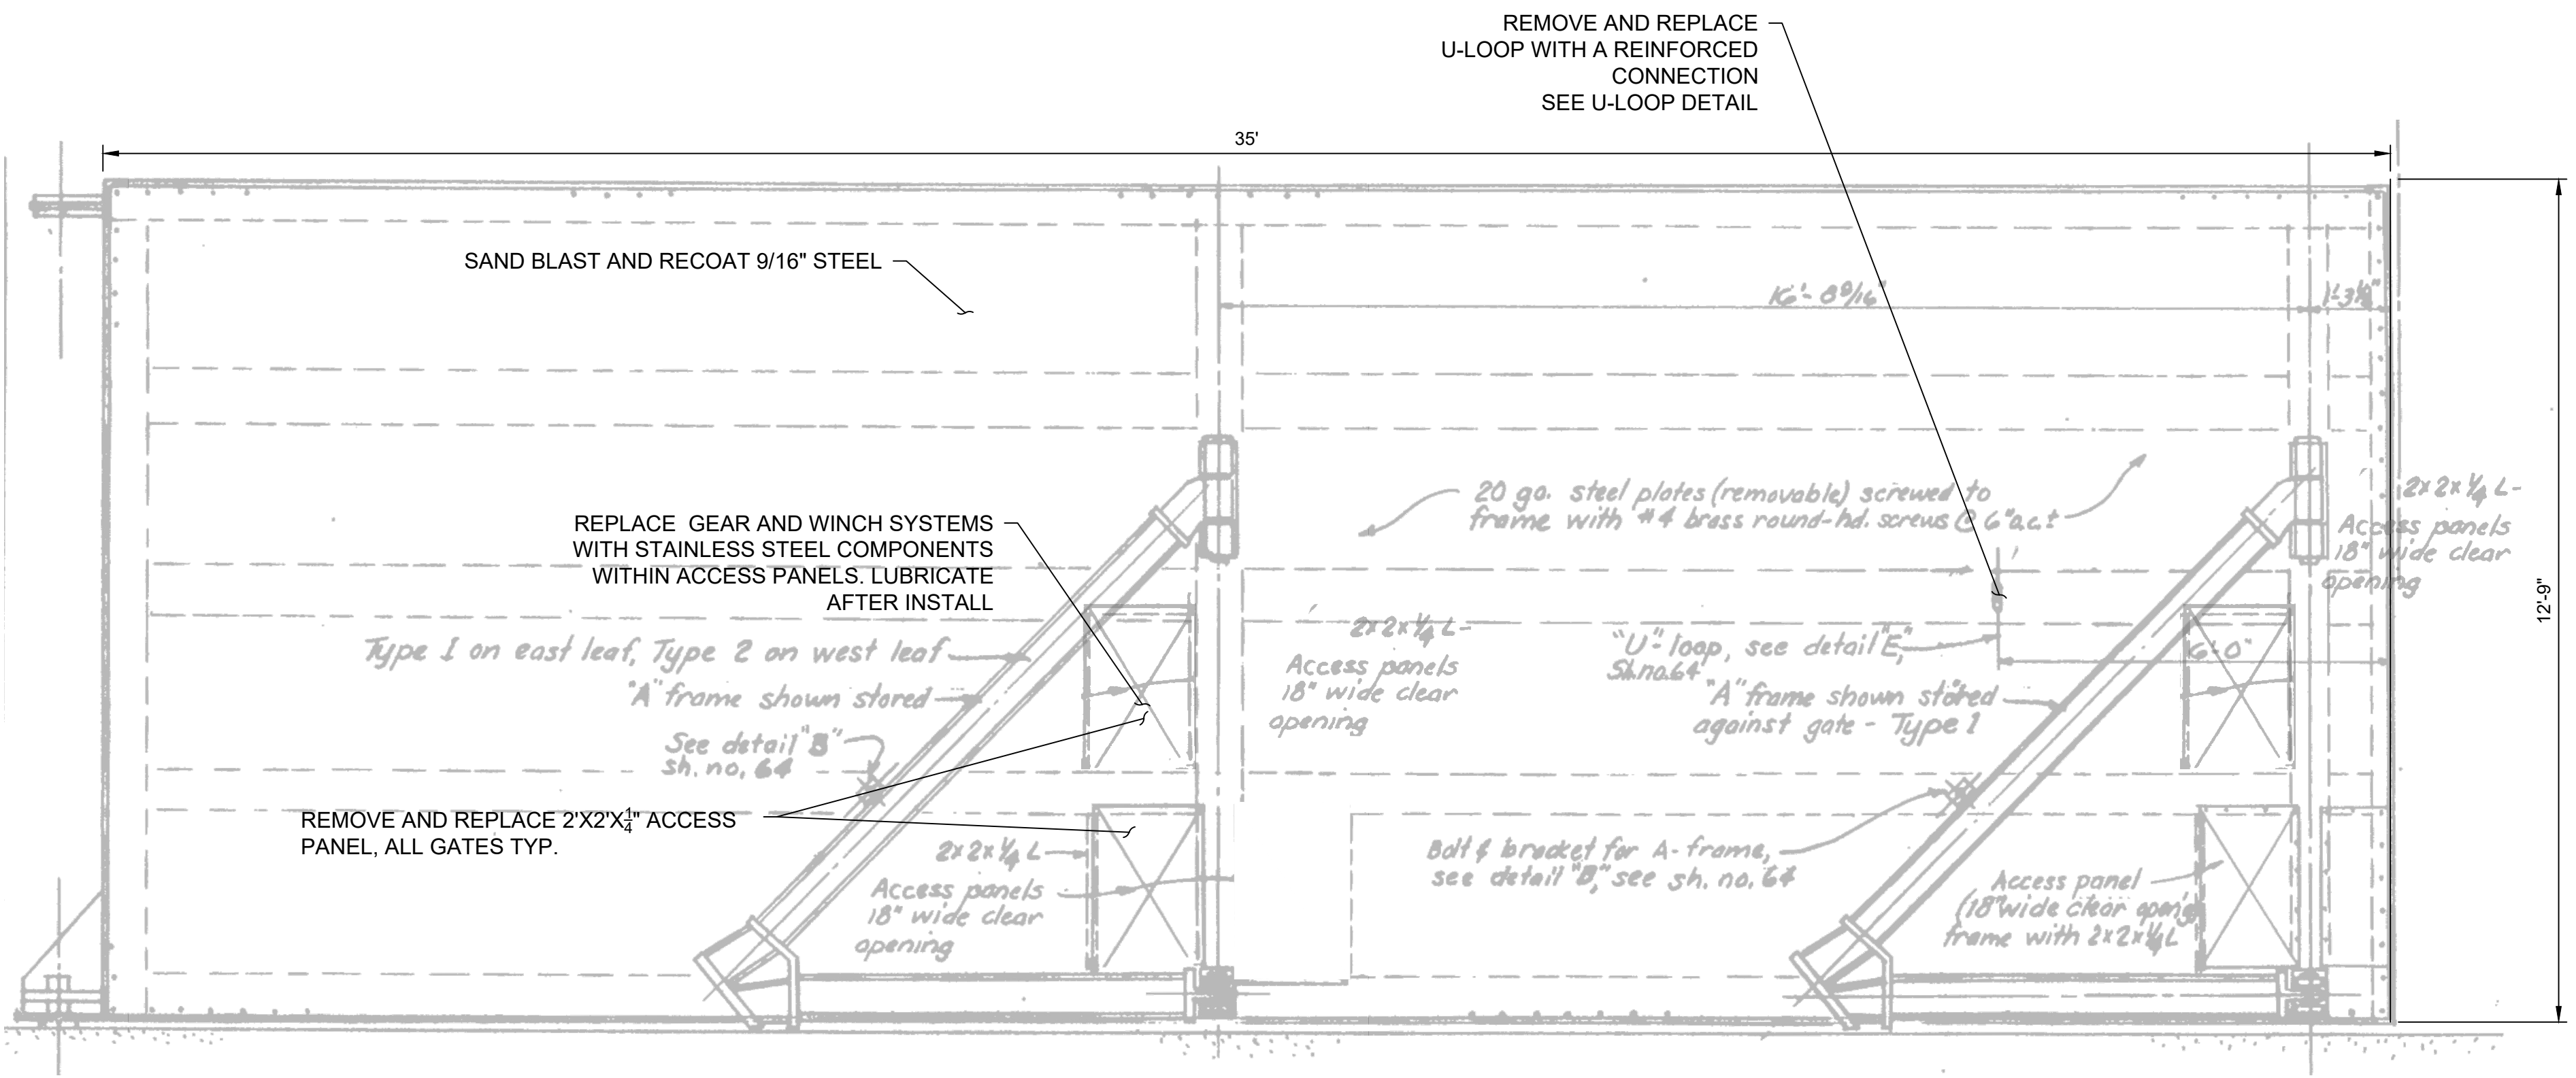 REMOVE AND REPLACE
U-LOOP WITH A REINFORCED
CONNECTION
SEE U-LOOP DETAIL
35'
SAND BLAST AND RECOAT 9/16" STEEL
16'- 8 9/16"
12'-9"
20 ga. steel plates (removable) screwed to
frame with #4 brass round-hd. screws @ 6" o.c.±
2x2x¼ L-
Access panels
18" wide clear
opening
REPLACE GEAR AND WINCH SYSTEMS
WITH STAINLESS STEEL COMPONENTS
WITHIN ACCESS PANELS. LUBRICATE
AFTER INSTALL
Type I on east leaf, Type 2 on west leaf
"A" frame shown stored
See detail "B"
sh. no. 64
2x2x¼ L-
Access panels
18" wide clear
opening
"U"-loop, see detail "E",
Sh.no.64
6'-0"
"A" frame shown stored
against gate - Type 1
REMOVE AND REPLACE 2'X2'X¼" ACCESS
PANEL, ALL GATES TYP.
2x2x¼ L
Access panels
18" wide clear
opening
Bolt & bracket for A-frame,
see detail "B," see sh. no. 64
Access panel
(18" wide clear open'g
frame with 2x2x¼L